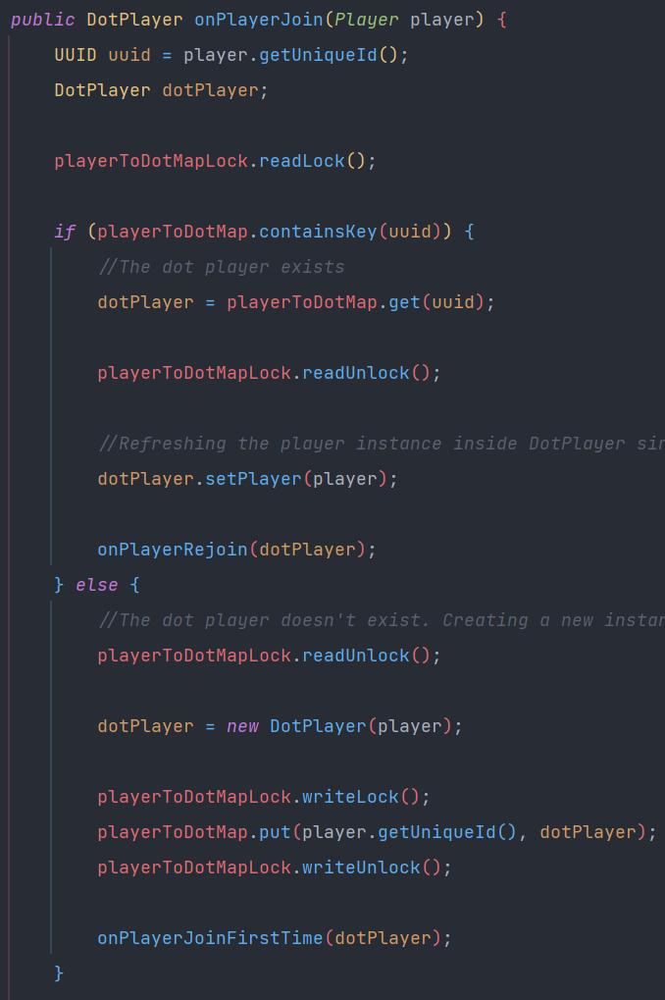 public DotPlayer onPlayerJoin(Player player) {
UUID uuid = player.getUniqueId();
DotPlayer dotPlayer;
playerToDotMapLock.readLock();
if (playerToDotMap.containsKey(uuid)) {
//The dot player exists
dotPlayer = playerToDotMap.get(uuid);
playerToDotMapLock.readUnlock();
//Refreshing the player instance inside DotPlayer sin
dotPlayer.setPlayer(player);
onPlayerRejoin(dotPlayer);
} else {
//The dot player doesn't exist. Creating a new instan
playerToDotMapLock.readUnlock();
dotPlayer = new DotPlayer(player);
playerToDotMapLock.writeLock();
playerToDotMap.put(player.getUniqueId(), dotPlayer);
playerToDotMapLock.writeUnlock();
onPlayerJoinFirstTime(dotPlayer);
}